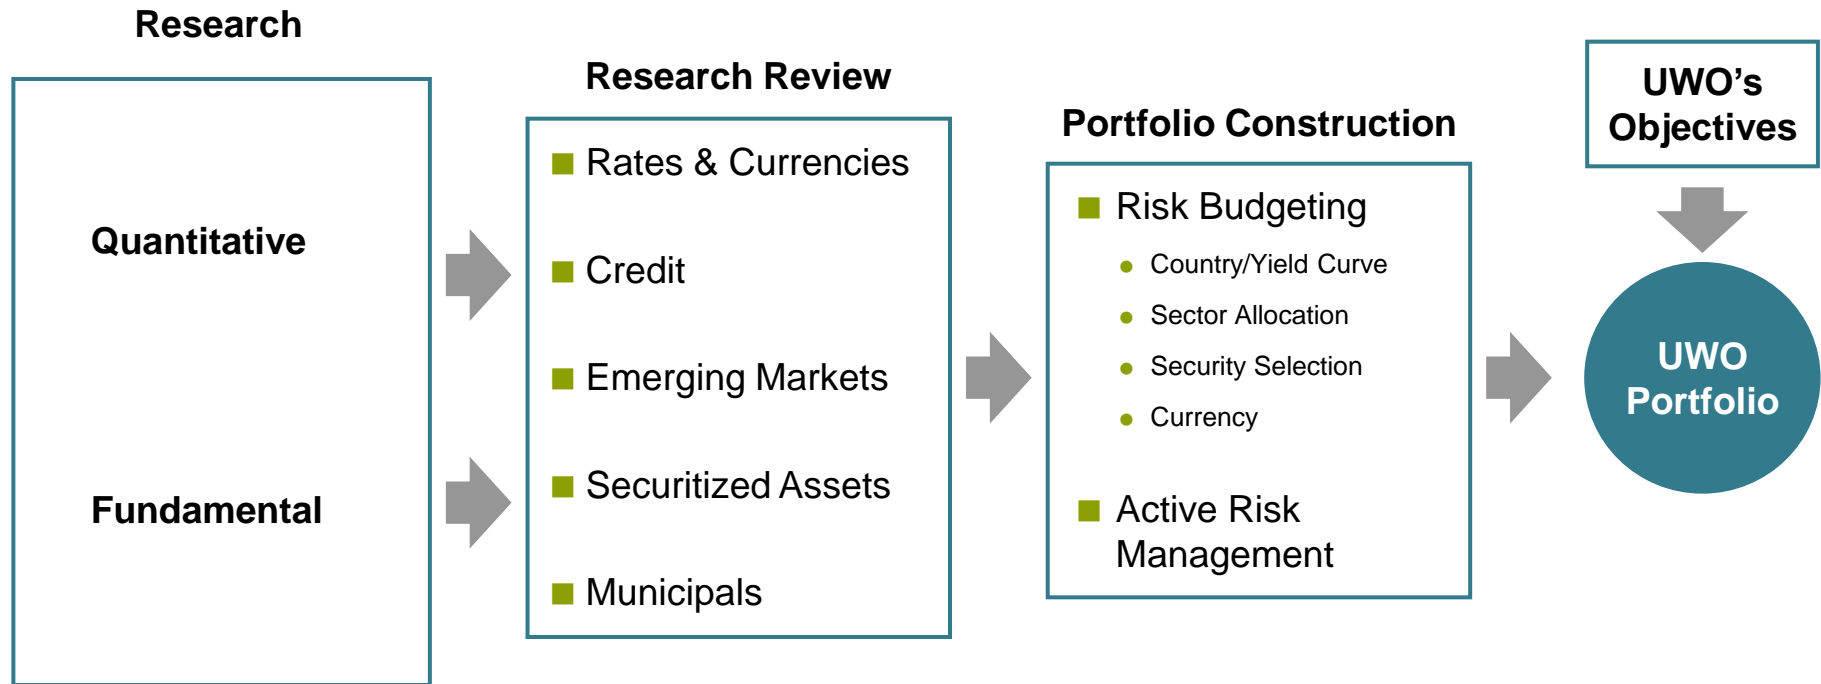 Research
Quantitative
Fundamental
Research Review
Rates & Currencies
Credit
Emerging Markets
Securitized Assets
Municipals
Portfolio Construction
Risk Budgeting
Country/Yield Curve
Sector Allocation
Security Selection
Currency
Active Risk
Management
UWO’s
Objectives
UWO
Portfolio